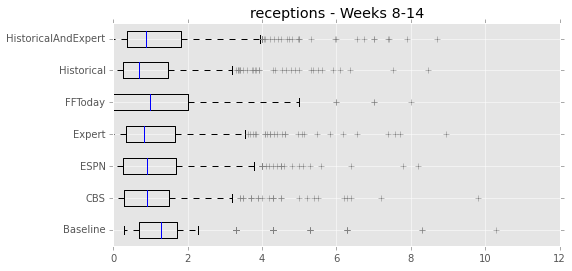 receptions - Weeks 8-14
HistoricalAndExpert
Historical
FFToday
Expert
ESPN
CBS
Baseline
0 2 4 6 8 10 12